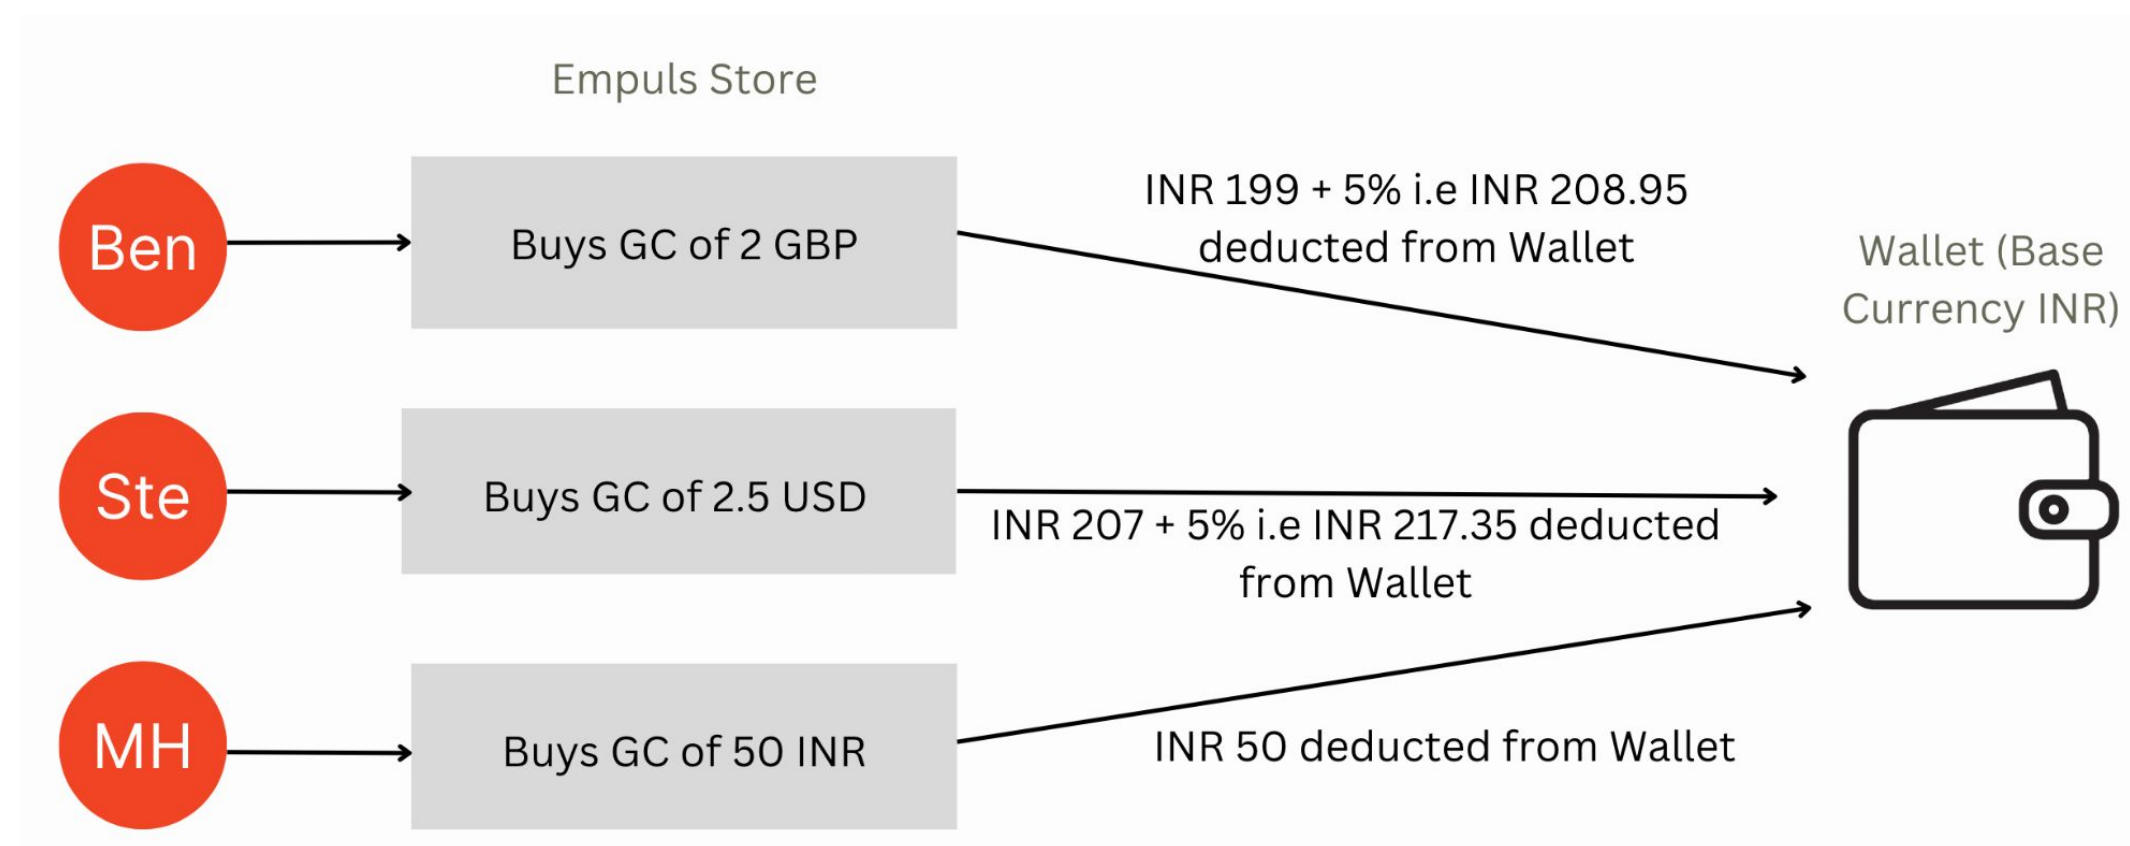 Empuls Store
Ben
Buys GC of 2 GBP
INR 199 + 5% i.e INR 208.95
deducted from Wallet
Wallet (Base
Currency INR)
Ste
Buys GC of 2.5 USD
INR 207 + 5% i.e INR 217.35 deducted
from Wallet
MH
Buys GC of 50 INR
INR 50 deducted from Wallet